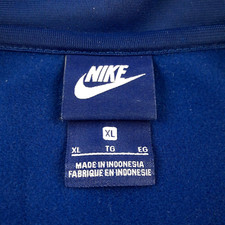 NIKE
XL
XL TG EG
MADE IN INDONESIA
FABRIQUE EN INDONESIE